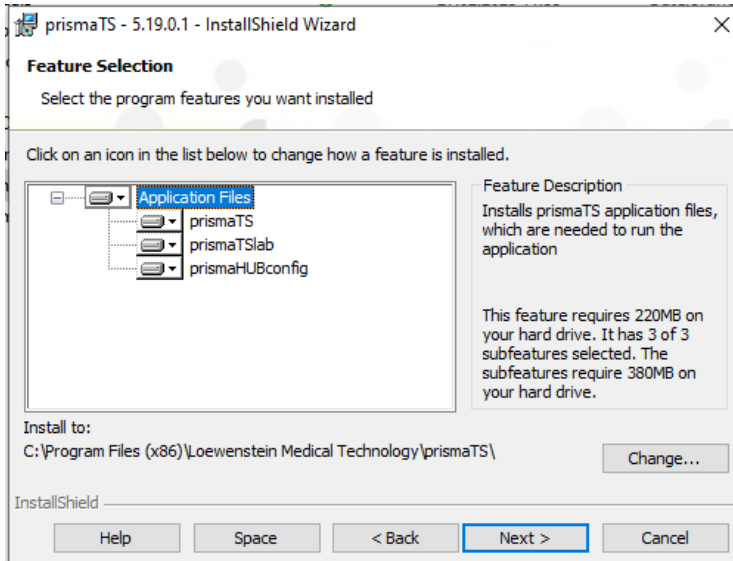 prismaTS - 5.19.0.1 - InstallShield Wizard
Feature Selection
Select the program features you want installed
Click on an icon in the list below to change how a feature is installed.
Application Files
prismaTS
prismaTSlab
prismaHUBconfig
Feature Description
Installs prismaTS application files,
which are needed to run the
application
This feature requires 220MB on
your hard drive. It has 3 of 3
subfeatures selected. The
subfeatures require 380MB on
your hard drive.
Install to:
C:\Program Files (x86)\Loewenstein Medical Technology\prismaTS\
Change...
InstallShield
Help
Space
< Back
Next >
Cancel